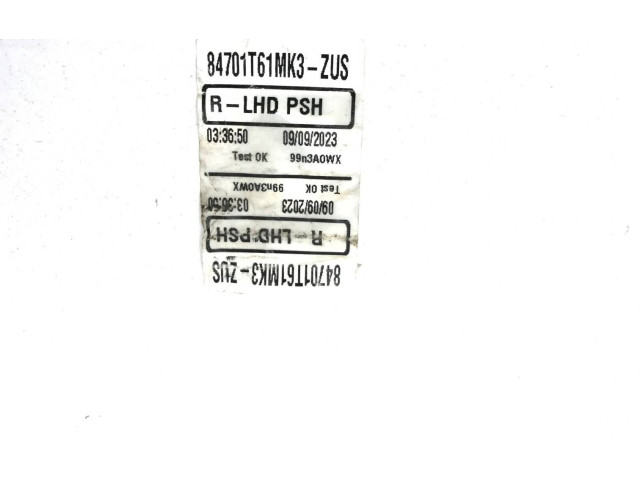 84701T61MK3-ZUS
R-LHD PSH
03:36:50 09/09/2023
Test OK 99n3A0WX
Test OK 99n3A0WX
09/09/2023 03:36:50
R-LHD PSH
84701T61MK3-ZUS